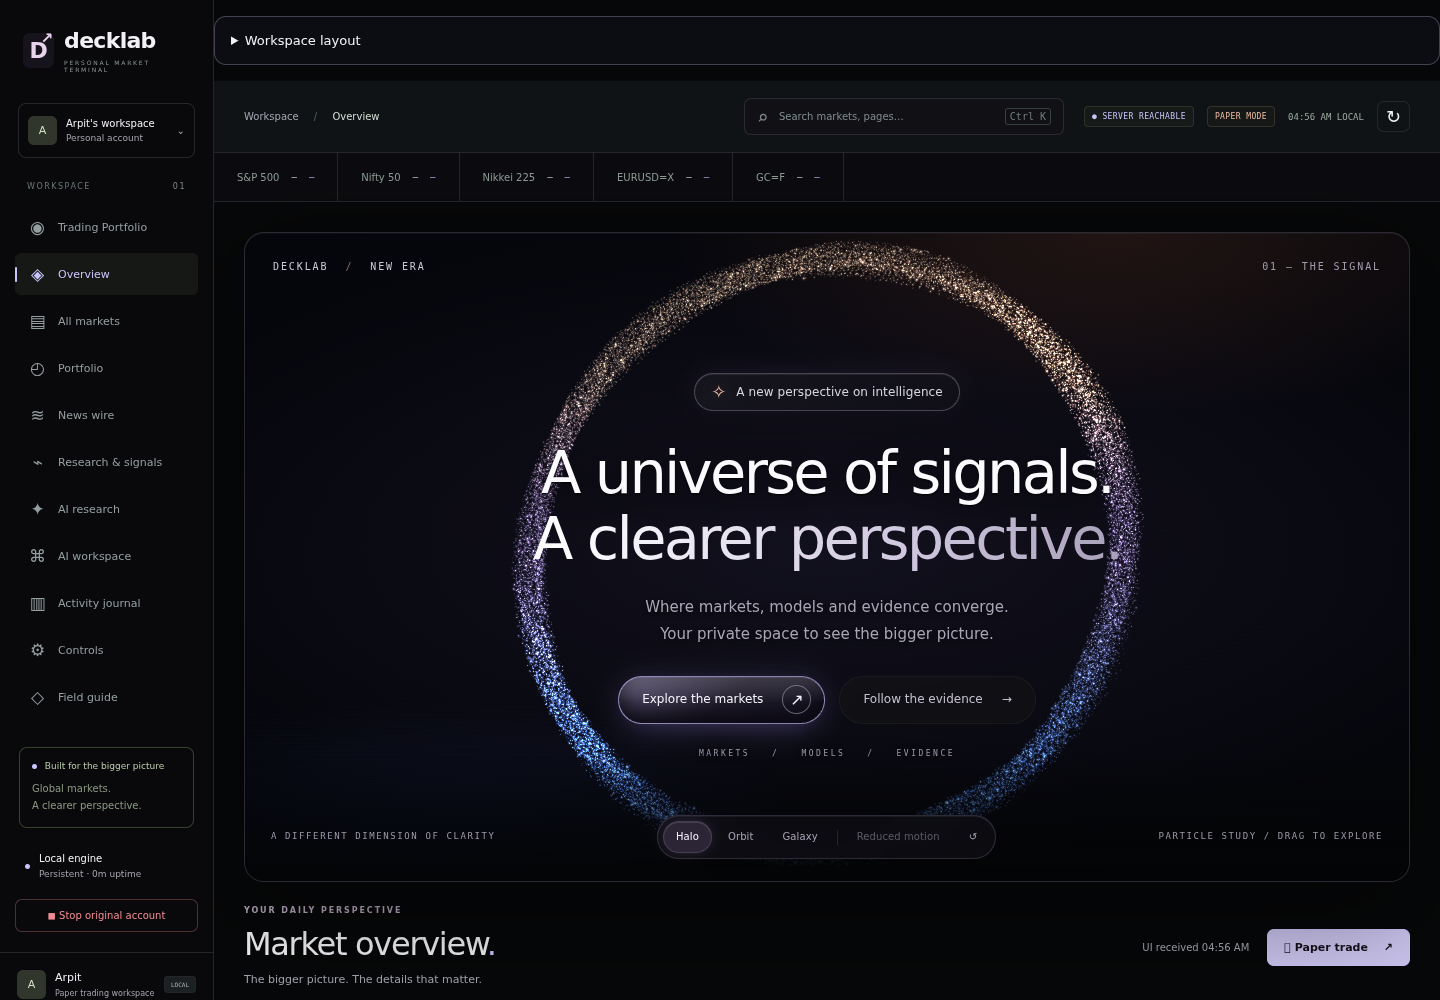 decklab
PERSONAL MARKET
TERMINAL
A
Arpit's workspace
Personal account
WORKSPACE 01
Trading Portfolio
Overview
All markets
Portfolio
News wire
Research & signals
AI research
AI workspace
Activity journal
Controls
Field guide
Built for the bigger picture
Global markets.
A clearer perspective.
Local engine
Persistent · 0m uptime
Stop original account
A
Arpit
Paper trading workspace
LOCAL
Workspace layout
Workspace / Overview
Search markets, pages... Ctrl K
SERVER REACHABLE
PAPER MODE
04:56 AM LOCAL
S&P 500 — —
Nifty 50 — —
Nikkei 225 — —
EURUSD=X — —
GC=F — —
DECKLAB / NEW ERA
01 — THE SIGNAL
A new perspective on intelligence
A universe of signals.
A clearer perspective.
Where markets, models and evidence converge.
Your private space to see the bigger picture.
Explore the markets ↗
Follow the evidence →
MARKETS / MODELS / EVIDENCE
A DIFFERENT DIMENSION OF CLARITY
Halo Orbit Galaxy Reduced motion ↺
PARTICLE STUDY / DRAG TO EXPLORE
YOUR DAILY PERSPECTIVE
Market overview.
The bigger picture. The details that matter.
UI received 04:56 AM
Paper trade ↗